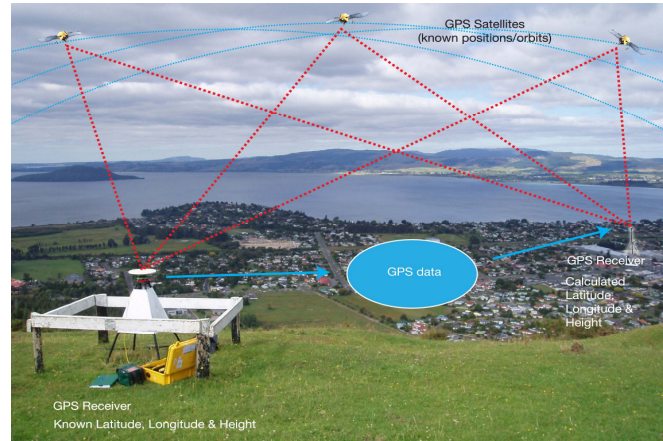 GPS Satellites
(known positions/orbits)
GPS data
GPS Receiver
Calculated
Latitude,
Longitude &
Height
GPS Receiver
Known Latitude, Longitude & Height